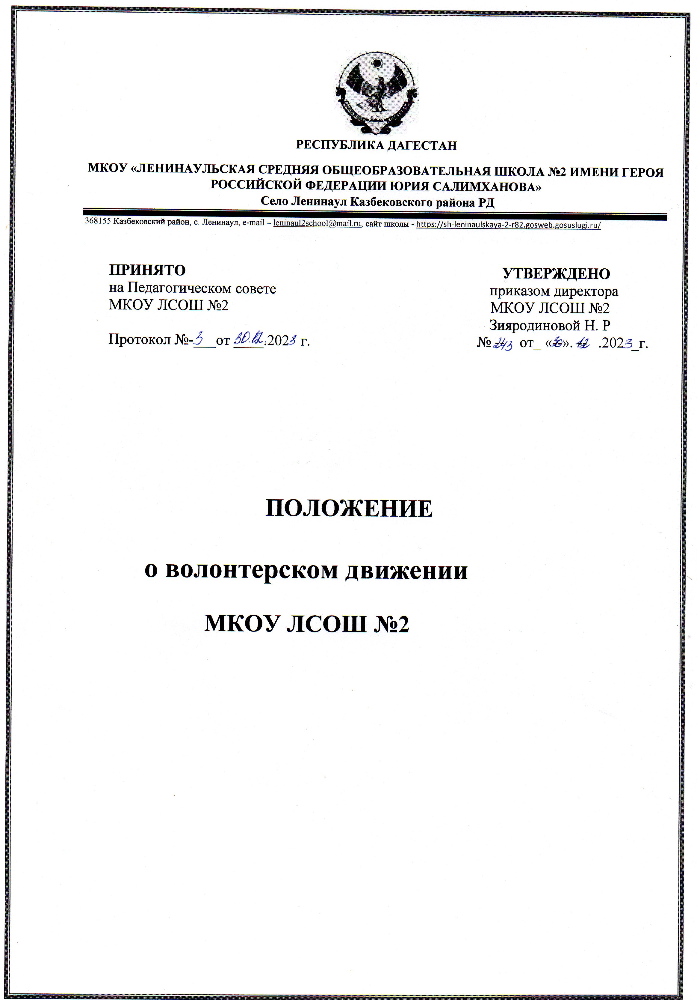 РЕСПУБЛИКА ДАГЕСТАН
МКОУ «ЛЕНИНАУЛЬСКАЯ СРЕДНЯЯ ОБЩЕОБРАЗОВАТЕЛЬНАЯ ШКОЛА №2 ИМЕНИ ГЕРОЯ
РОССИЙСКОЙ ФЕДЕРАЦИИ ЮРИЯ САЛИМХАНОВА»
Село Ленинаул Казбековского района РД
368155 Казбековский район, с. Ленинаул, e-mail – leninaul2school@mail.ru, сайт школы - https://sh-leninaulskaya-2-r82.gosweb.gosuslugi.ru/
ПРИНЯТО
на Педагогическом совете
МКОУ ЛСОШ №2
Протокол №-3___от 30.12.:2023 г.
УТВЕРЖДЕНО
приказом директора
МКОУ ЛСОШ №2
Зияродиновой Н. Р
№ 243 от_ «30». 12 .2023_г.
ПОЛОЖЕНИЕ
о волонтерском движении
МКОУ ЛСОШ №2